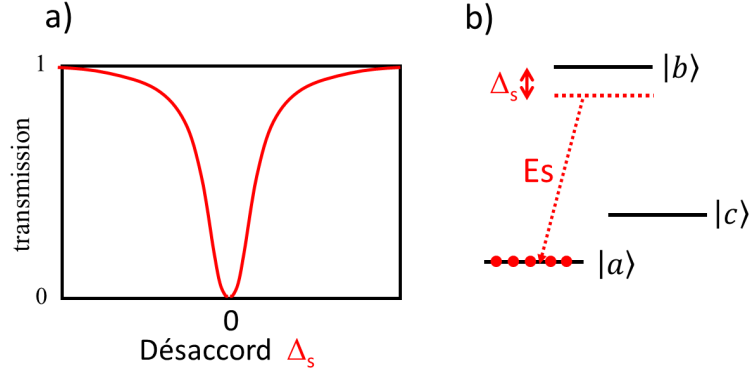 a)
1
transmission
0
0
Désaccord Δs
b)
|b⟩
Δs
Es
|c⟩
|a⟩